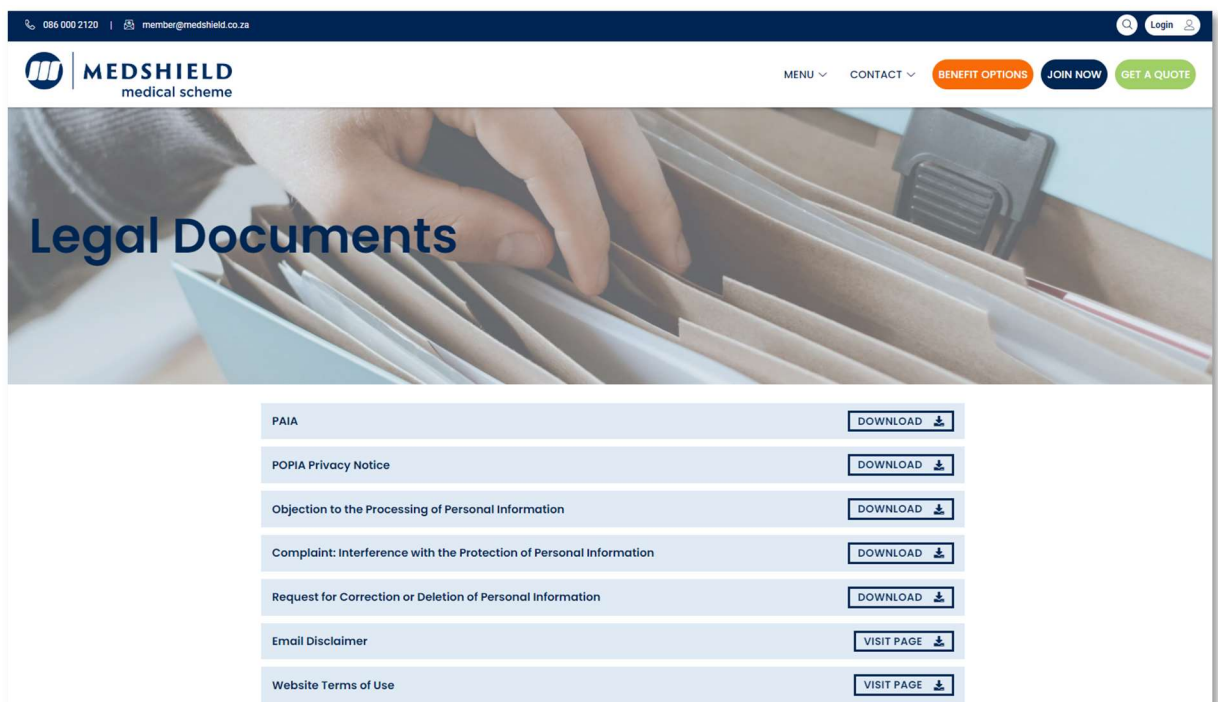 086 000 2120 | member@medshield.co.za Login
MEDSHIELD
medical scheme
MENU CONTACT BENEFIT OPTIONS JOIN NOW GET A QUOTE
Legal Documents
PAIA DOWNLOAD
POPIA Privacy Notice DOWNLOAD
Objection to the Processing of Personal Information DOWNLOAD
Complaint: Interference with the Protection of Personal Information DOWNLOAD
Request for Correction or Deletion of Personal Information DOWNLOAD
Email Disclaimer VISIT PAGE
Website Terms of Use VISIT PAGE